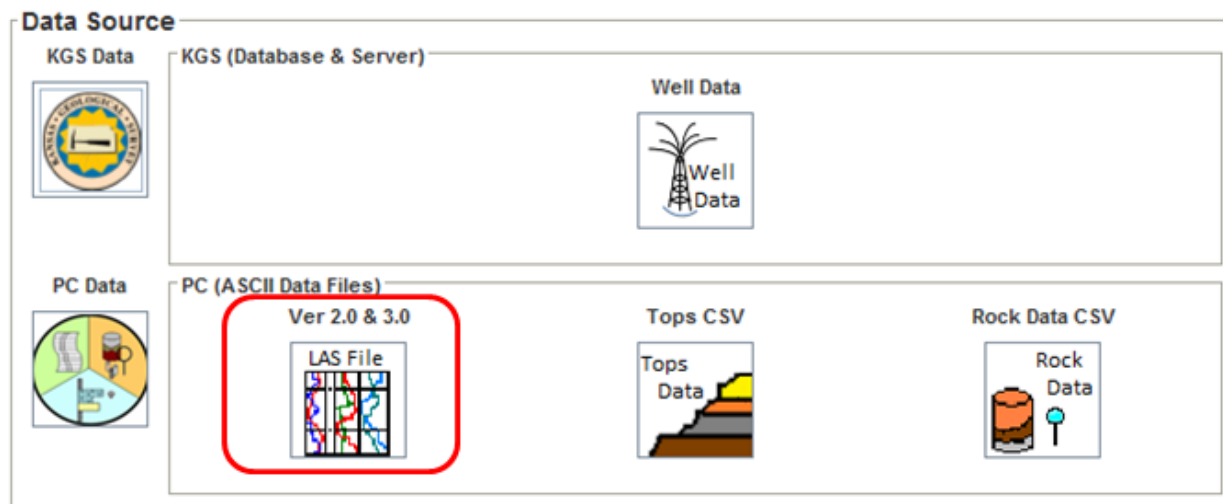 Data Source
KGS Data
KGS (Database & Server)
Well Data
Well
Data
PC Data
PC (ASCII Data Files)
Ver 2.0 & 3.0
Tops CSV
Rock Data CSV
LAS File
Tops
Data
Rock
Data